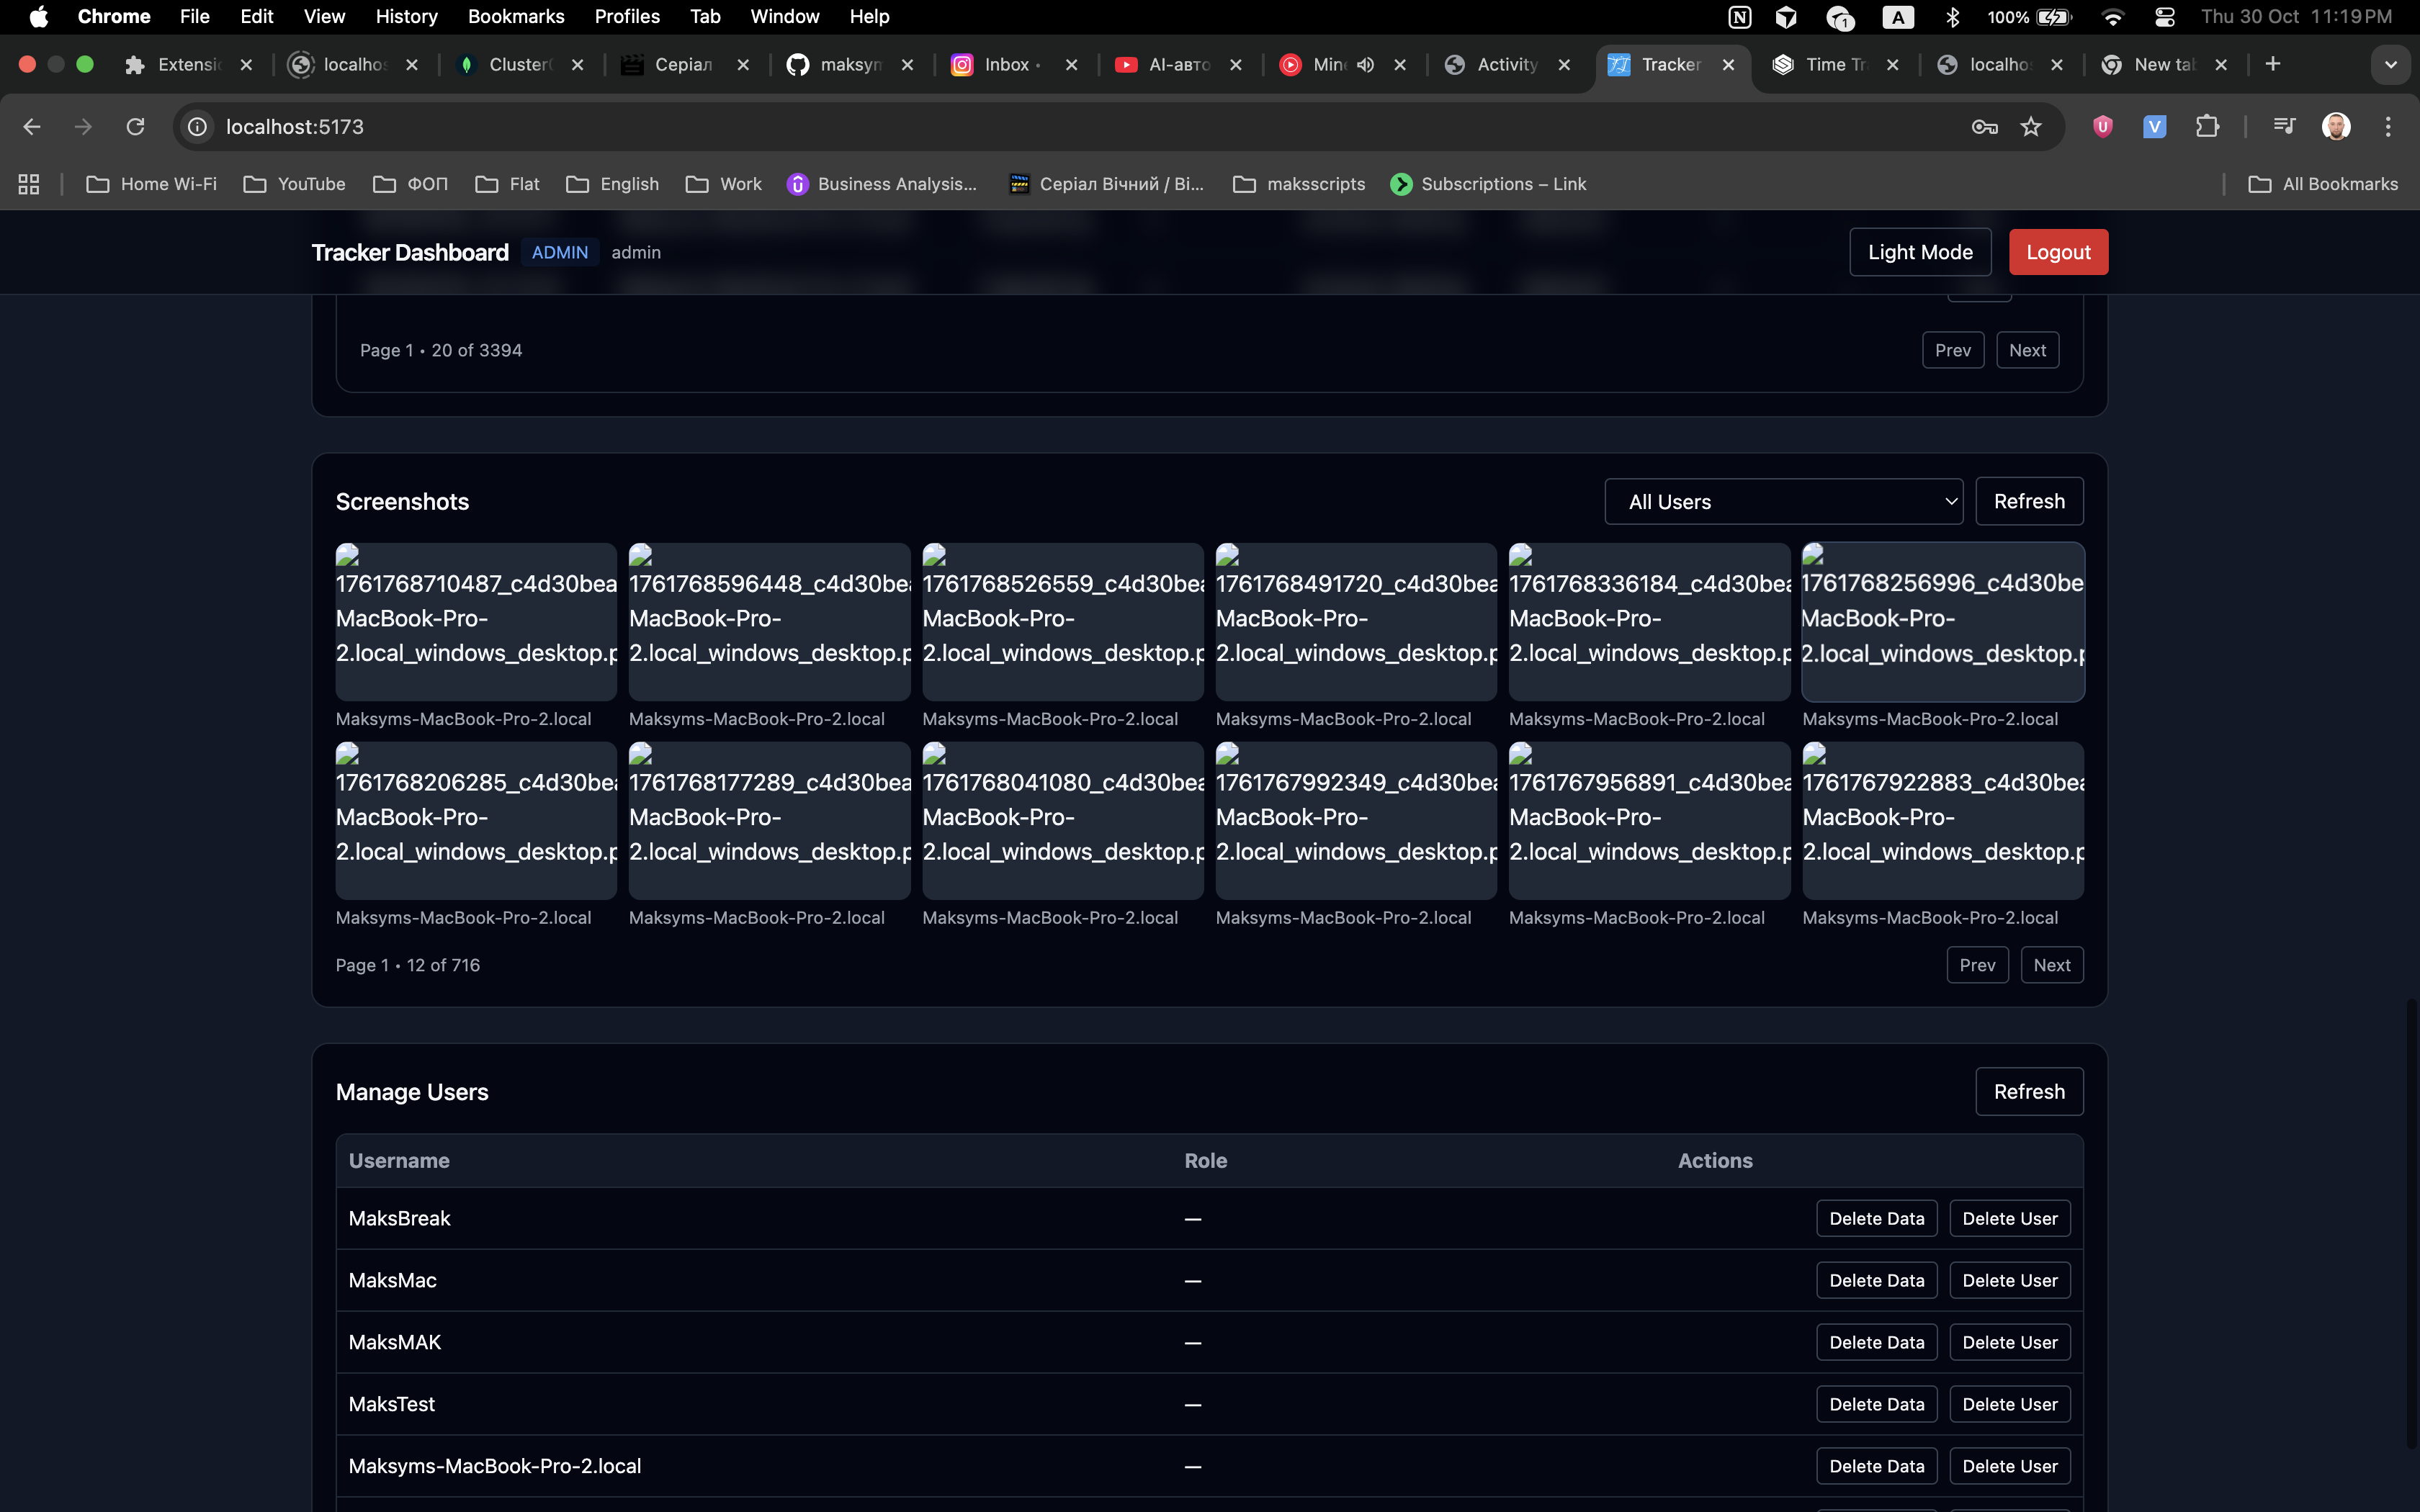 Chrome File Edit View History Bookmarks Profiles Tab Window Help 1 A 100% Thu 30 Oct 11:19 PM
Extensi localhos Cluster Серіал maksym Inbox • AI-авто Mine Activity Tracker Time Tr localhos New tab
localhost:5173
Home Wi-Fi YouTube ФОП Flat English Work Business Analysis... Серіал Вічний / Ві... maksscripts Subscriptions – Link All Bookmarks
Tracker Dashboard ADMIN admin Light Mode Logout
Page 1 • 20 of 3394 Prev Next
Screenshots All Users Refresh
1761768710487_c4d30bea 1761768596448_c4d30bea 1761768526559_c4d30bea 1761768491720_c4d30bea 1761768336184_c4d30bea 1761768256996_c4d30be
MacBook-Pro- MacBook-Pro- MacBook-Pro- MacBook-Pro- MacBook-Pro- MacBook-Pro-
2.local_windows_desktop.p 2.local_windows_desktop.p 2.local_windows_desktop.p 2.local_windows_desktop.p 2.local_windows_desktop.p 2.local_windows_desktop.p
Maksyms-MacBook-Pro-2.local Maksyms-MacBook-Pro-2.local Maksyms-MacBook-Pro-2.local Maksyms-MacBook-Pro-2.local Maksyms-MacBook-Pro-2.local Maksyms-MacBook-Pro-2.local
1761768206285_c4d30bea 1761768177289_c4d30bea 1761768041080_c4d30bea 1761767992349_c4d30bea 1761767956891_c4d30bea 1761767922883_c4d30bea
MacBook-Pro- MacBook-Pro- MacBook-Pro- MacBook-Pro- MacBook-Pro- MacBook-Pro-
2.local_windows_desktop.p 2.local_windows_desktop.p 2.local_windows_desktop.p 2.local_windows_desktop.p 2.local_windows_desktop.p 2.local_windows_desktop.p
Maksyms-MacBook-Pro-2.local Maksyms-MacBook-Pro-2.local Maksyms-MacBook-Pro-2.local Maksyms-MacBook-Pro-2.local Maksyms-MacBook-Pro-2.local Maksyms-MacBook-Pro-2.local
Page 1 • 12 of 716 Prev Next
Manage Users Refresh
Username Role Actions
MaksBreak — Delete Data Delete User
MaksMac — Delete Data Delete User
MaksMAK — Delete Data Delete User
MaksTest — Delete Data Delete User
Maksyms-MacBook-Pro-2.local — Delete Data Delete User